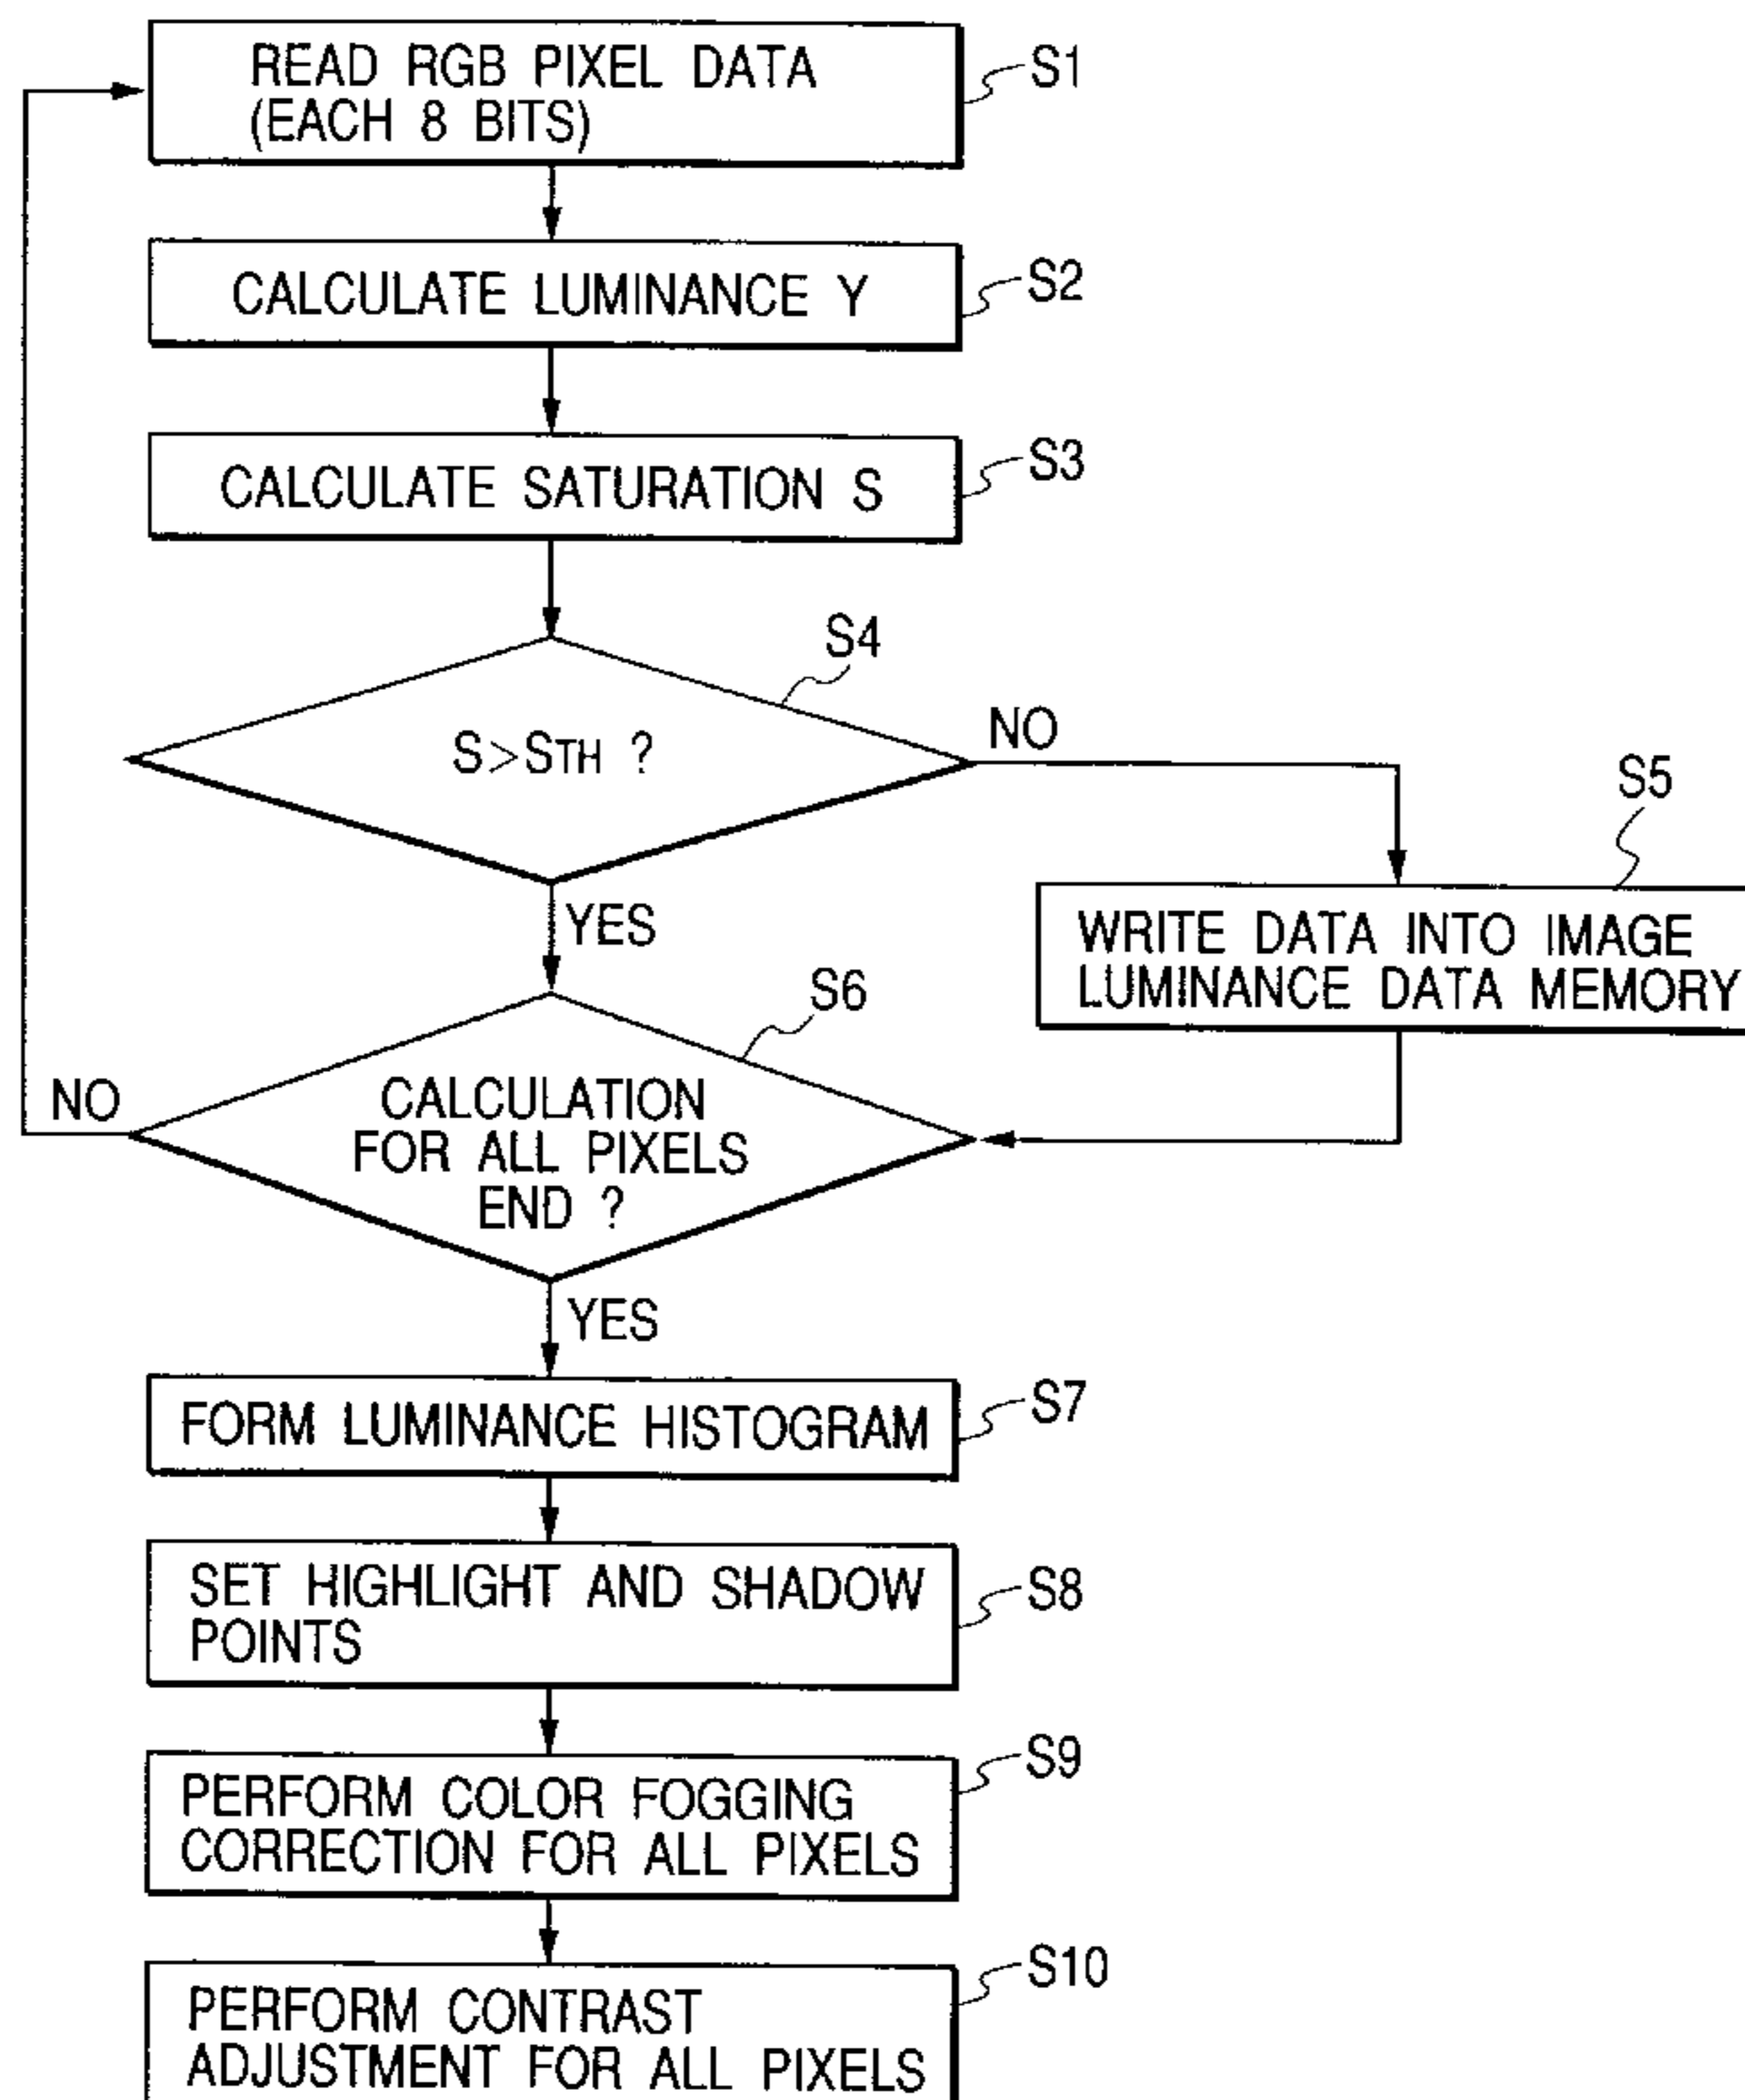 READ RGB PIXEL DATA
(EACH 8 BITS)
S1
CALCULATE LUMINANCE Y
S2
CALCULATE SATURATION S
S3
S4
S>STH ?
NO
YES
S5
WRITE DATA INTO IMAGE
LUMINANCE DATA MEMORY
S6
CALCULATION
FOR ALL PIXELS
END ?
NO
YES
FORM LUMINANCE HISTOGRAM
S7
SET HIGHLIGHT AND SHADOW
POINTS
S8
PERFORM COLOR FOGGING
CORRECTION FOR ALL PIXELS
S9
PERFORM CONTRAST
ADJUSTMENT FOR ALL PIXELS
S10